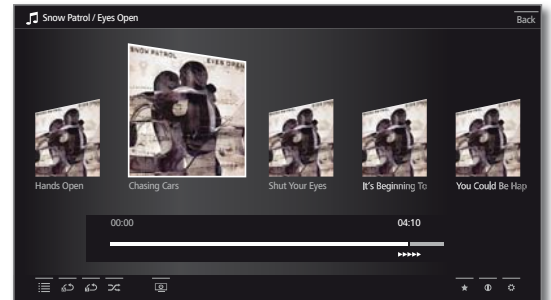 Snow Patrol / Eyes Open
Back
SNOW PATROL EYES OPEN
Hands Open
Chasing Cars
Shut Your Eyes
It's Beginning To
You Could Be Hap
00:00
04:10